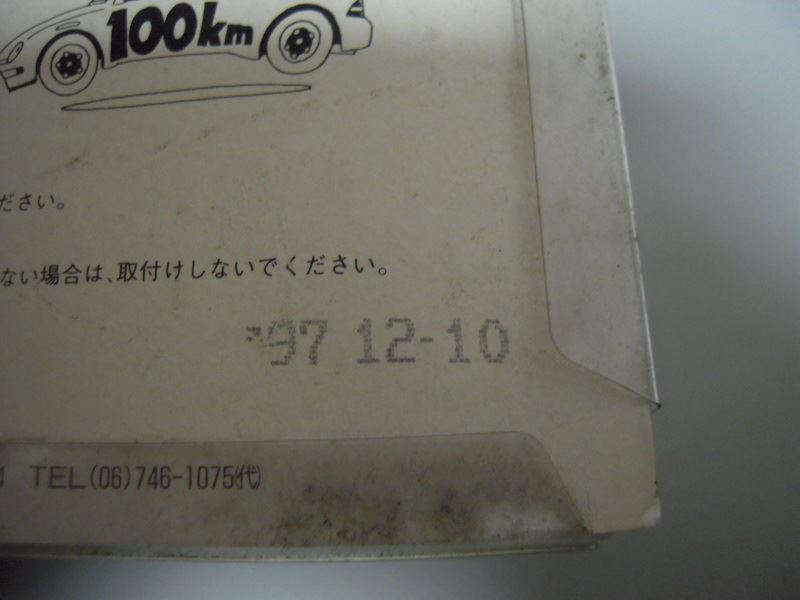 100km
ださい。
ない場合は、取付けしないでください。
'97 12-10
TEL(06)746-1075(代)